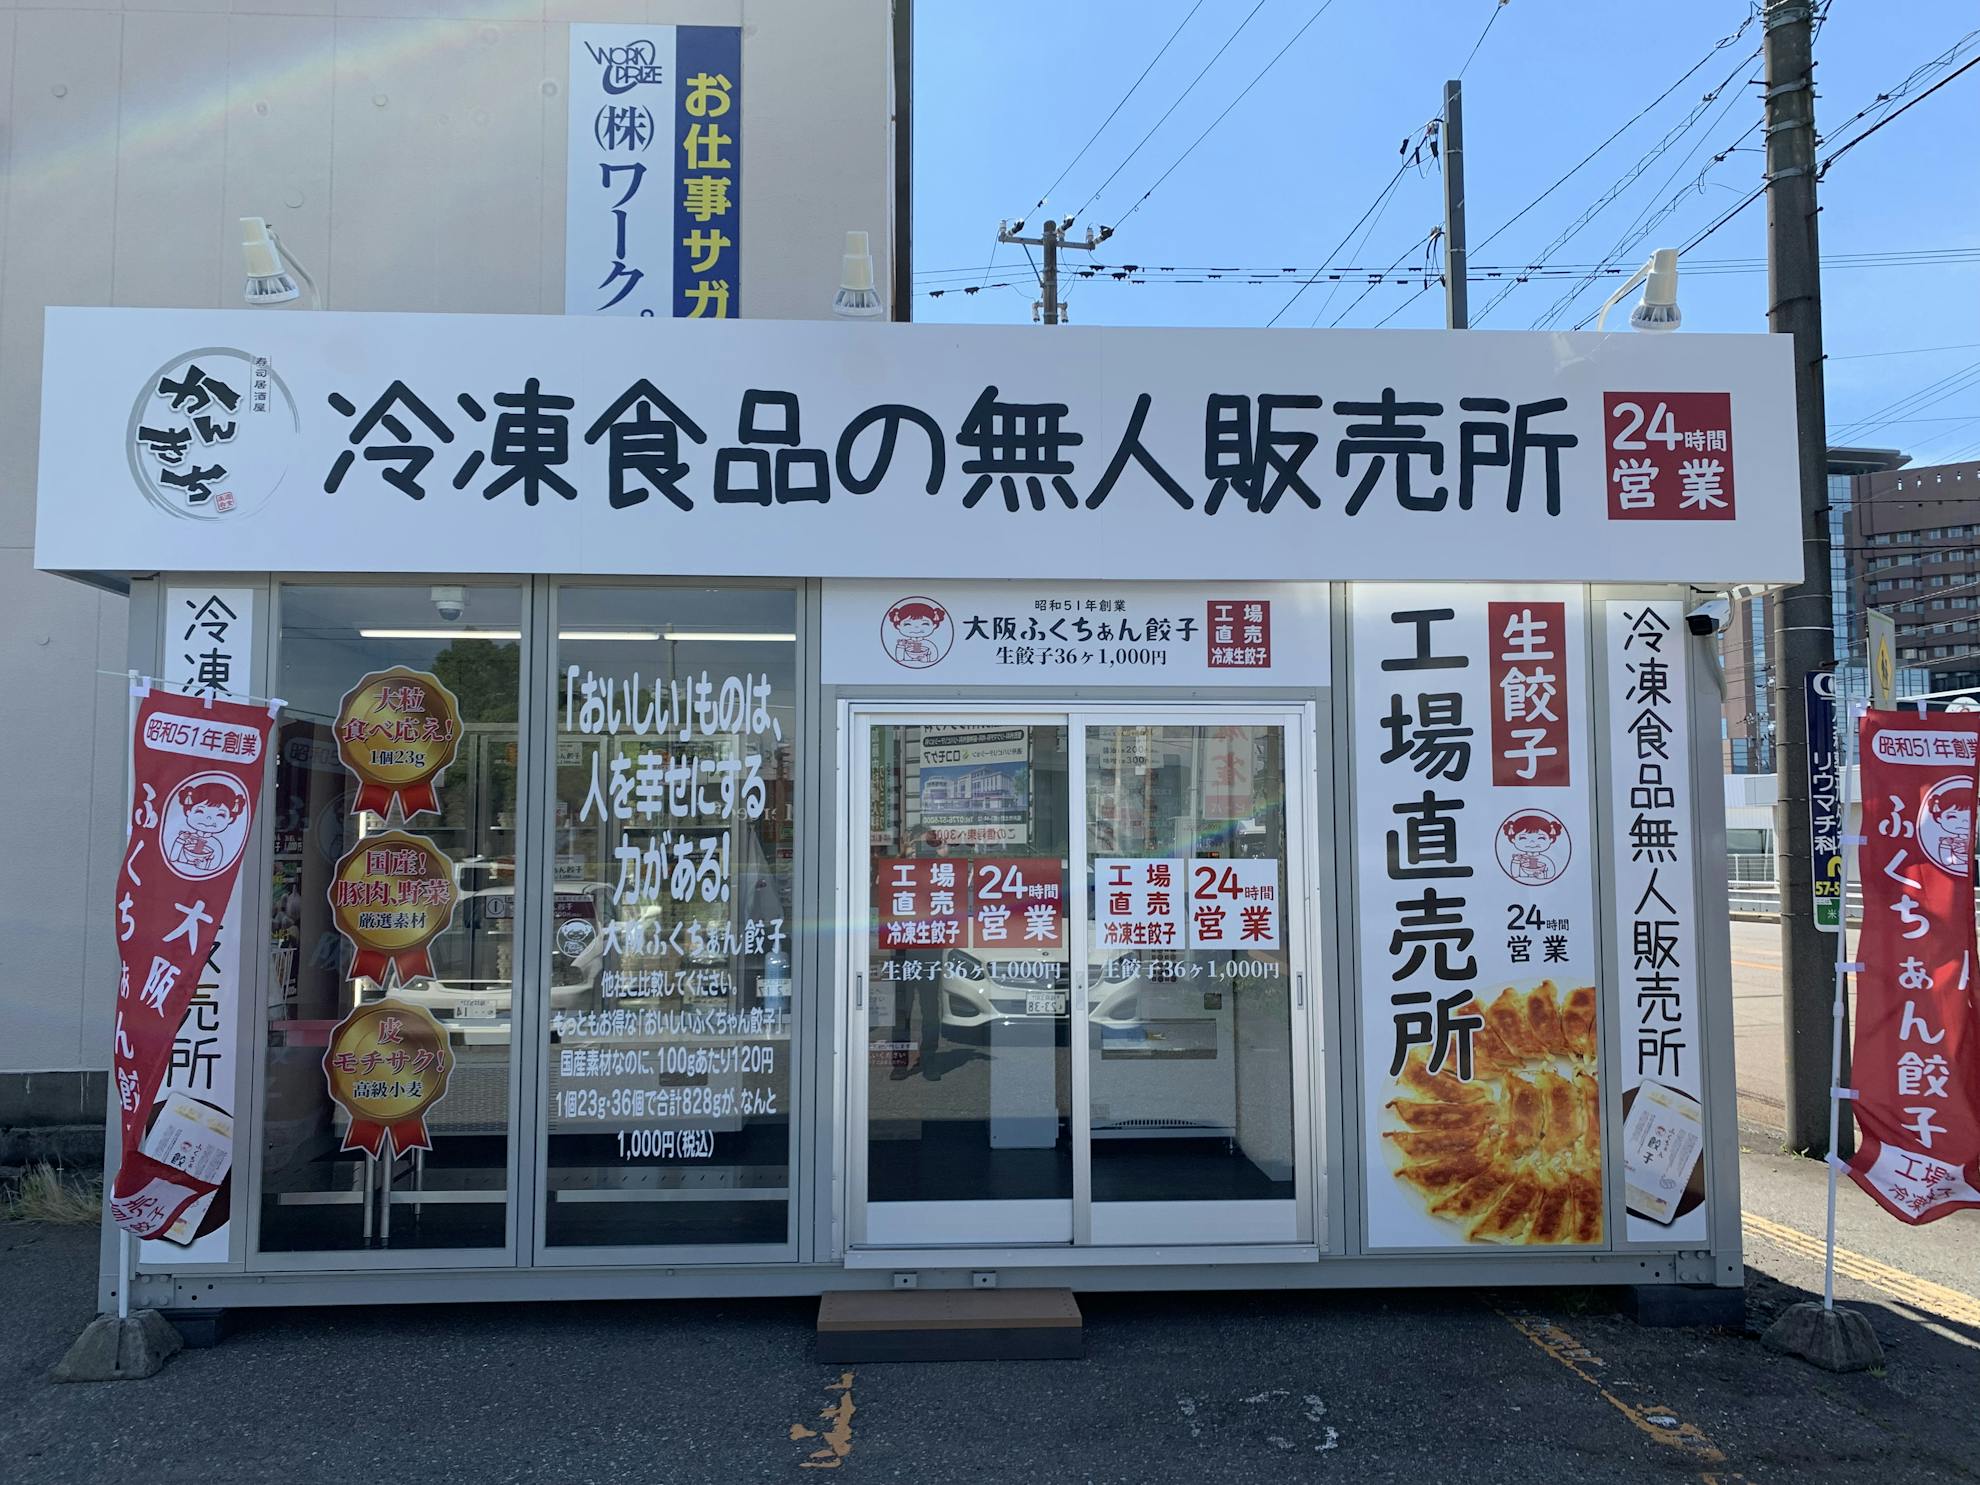 WORK PRIZE
(株)ワーク。
お仕事サガ
寿司居酒屋
かんきち
冷凍食品の無人販売所
24時間
営業
冷凍
販売所
昭和51年創業
大阪
ふくちぁん餃
大粒
食べ応え!
1個23g
国産!
豚肉、野菜
厳選素材
皮
モチサク!
高級小麦
「おいしい」ものは、
人を幸せにする
力がある!
大阪ふくちぁん餃子
他社と比較してください。
もっともお得な「おいしいふくちゃん餃子」
国産素材なのに、100gあたり120円
1個23g・36個で合計828gが、なんと
1,000円(税込)
昭和51年創業
大阪ふくちぁん餃子
生餃子36ヶ1,000円
工場
直売
冷凍生餃子
工場
直売
冷凍生餃子
24時間
営業
生餃子36ヶ1,000円
工場
直売
冷凍生餃子
24時間
営業
生餃子36ヶ1,000円
23-38
生餃子
工場直売所
24時間
営業
冷凍食品無人販売所
ふくちぁん
餃子
リウマチ科
57-5
昭和51年創業
ふくちぁん餃子
工場
冷凍